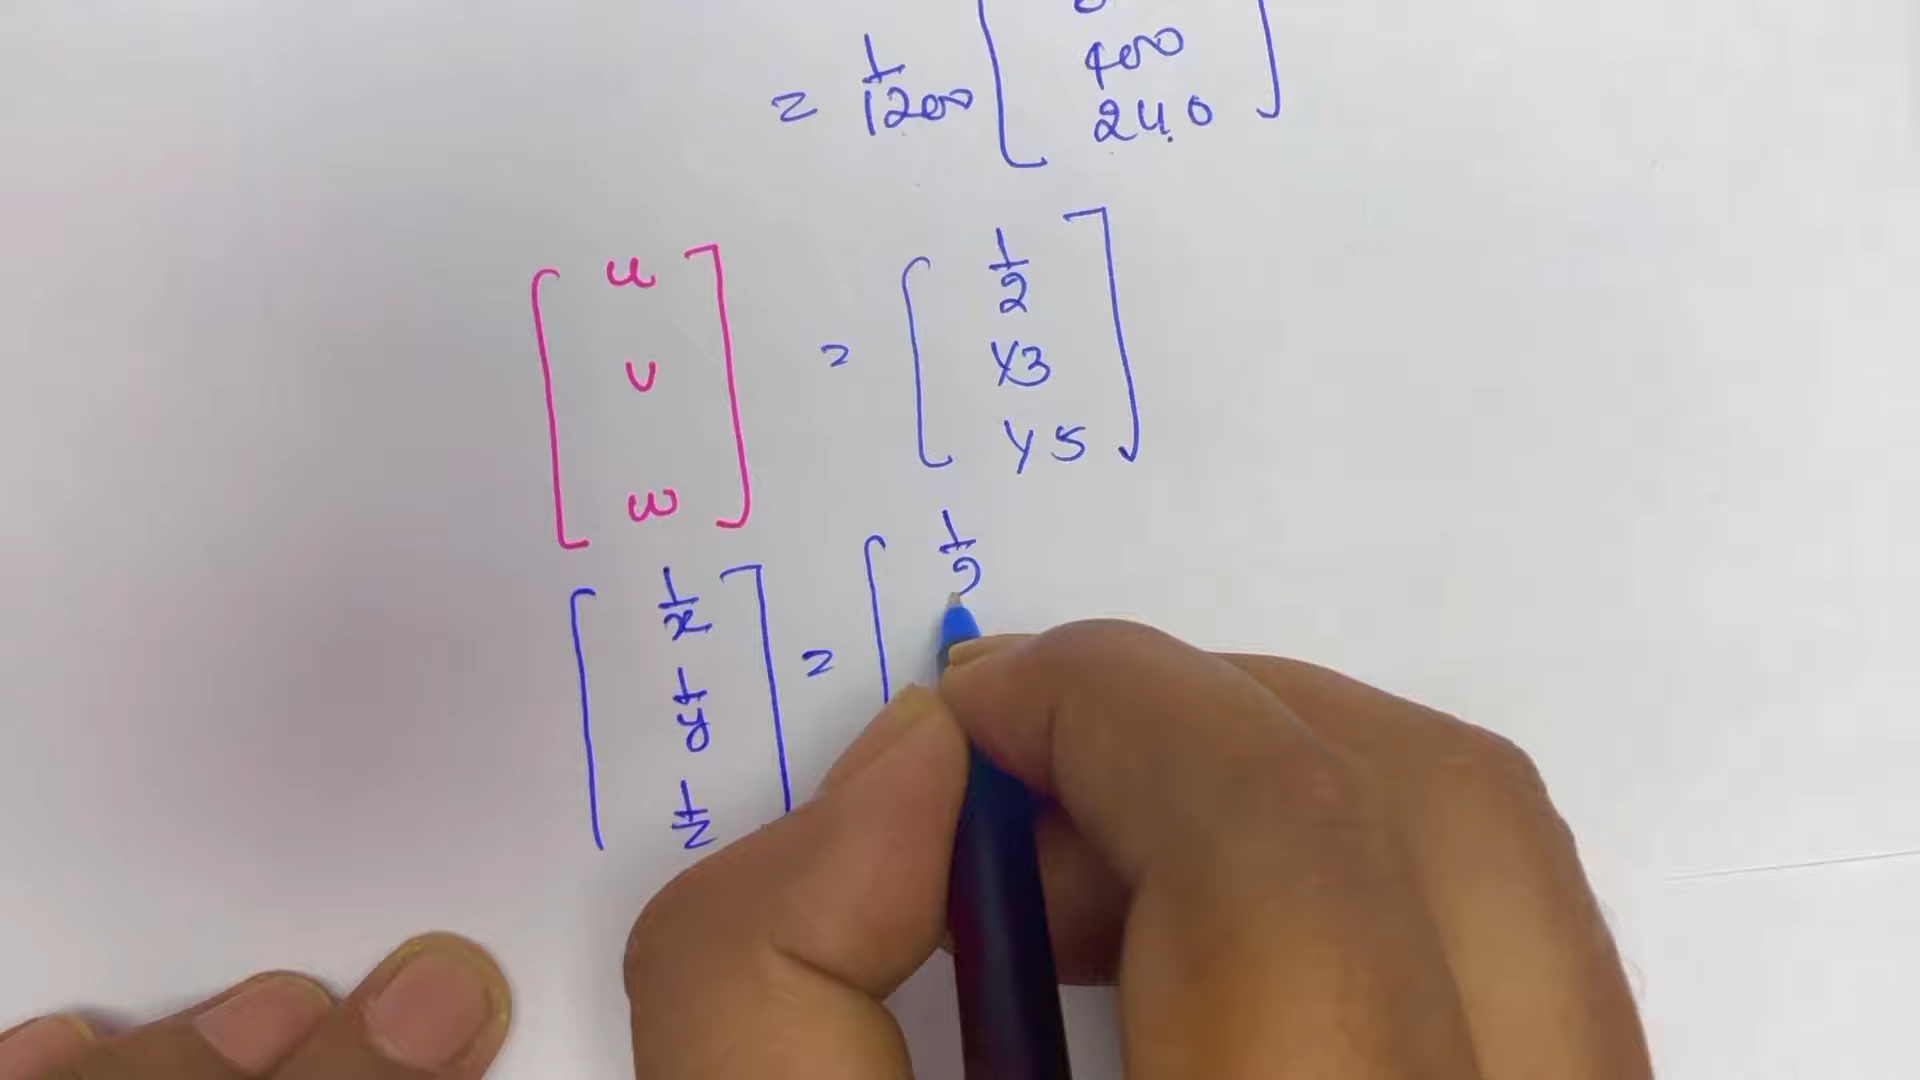 400
= 1/1200 [ 240 ]
[ u v w ] = [ 1/2 1/3 1/5 ]
[ 1/x 1/y 1/z ] = [ 1/2